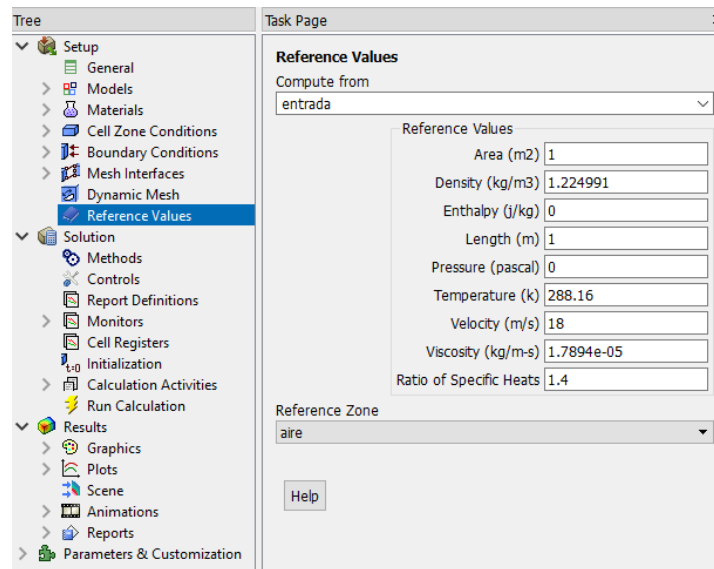 Tree
Setup
General
Models
Materials
Cell Zone Conditions
Boundary Conditions
Mesh Interfaces
Dynamic Mesh
Reference Values
Solution
Methods
Controls
Report Definitions
Monitors
Cell Registers
t=0 Initialization
Calculation Activities
Run Calculation
Results
Graphics
Plots
Scene
Animations
Reports
Parameters & Customization
Task Page
Reference Values
Compute from
entrada
Reference Values
Area (m2) 1
Density (kg/m3) 1.224991
Enthalpy (j/kg) 0
Length (m) 1
Pressure (pascal) 0
Temperature (k) 288.16
Velocity (m/s) 18
Viscosity (kg/m-s) 1.7894e-05
Ratio of Specific Heats 1.4
Reference Zone
aire
Help